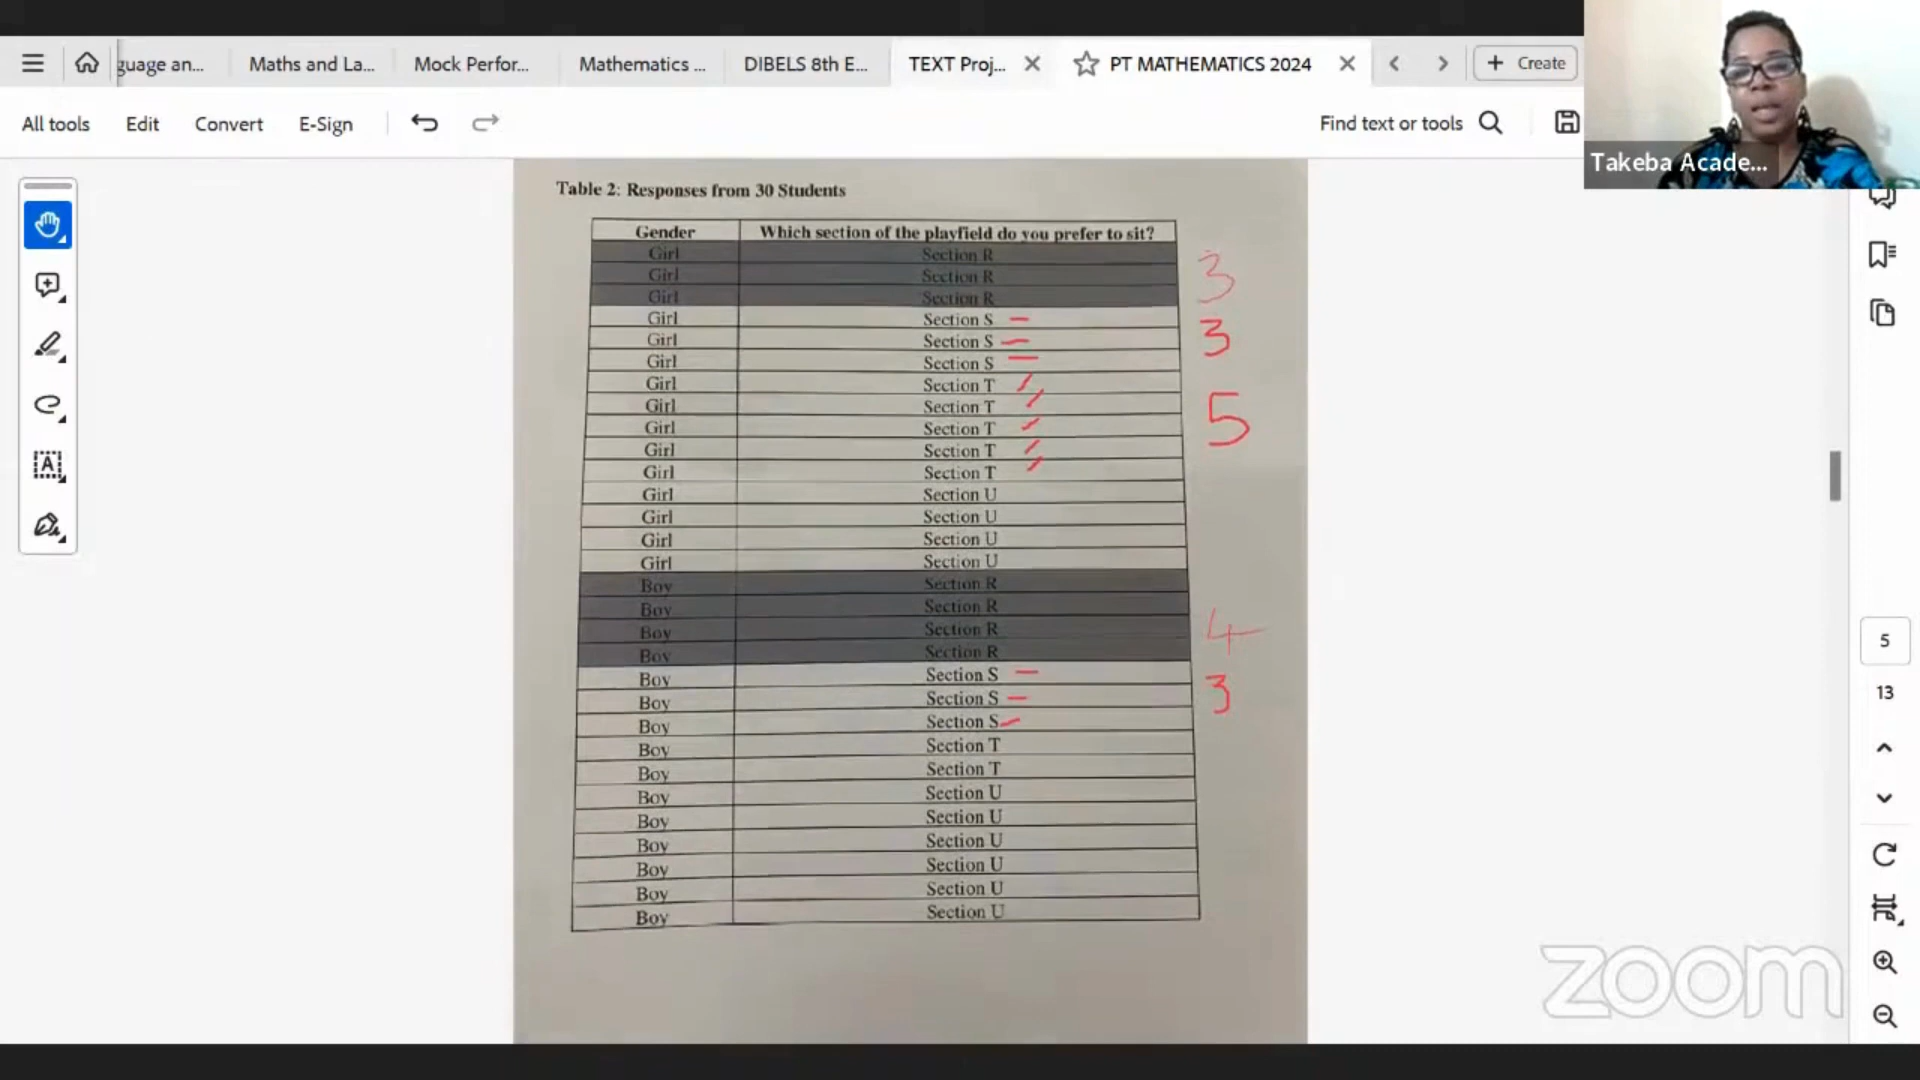 guage an...
Maths and La...
Mock Perfor...
Mathematics ...
DIBELS 8th E...
TEXT Proj...
PT MATHEMATICS 2024
Create
All tools
Edit
Convert
E-Sign
Find text or tools
Takeba Acade...
Table 2: Responses from 30 Students
Gender Which section of the playfield do you prefer to sit?
Girl Section R
Girl Section R
Girl Section R
3
Girl Section S
Girl Section S
Girl Section S
3
Girl Section T
Girl Section T
Girl Section T
Girl Section T
Girl Section T
5
Girl Section U
Girl Section U
Girl Section U
Girl Section U
Boy Section R
Boy Section R
Boy Section R
Boy Section R
4
Boy Section S
Boy Section S
Boy Section S
3
Boy Section T
Boy Section T
Boy Section U
Boy Section U
Boy Section U
Boy Section U
Boy Section U
Boy Section U
5
13
zoom